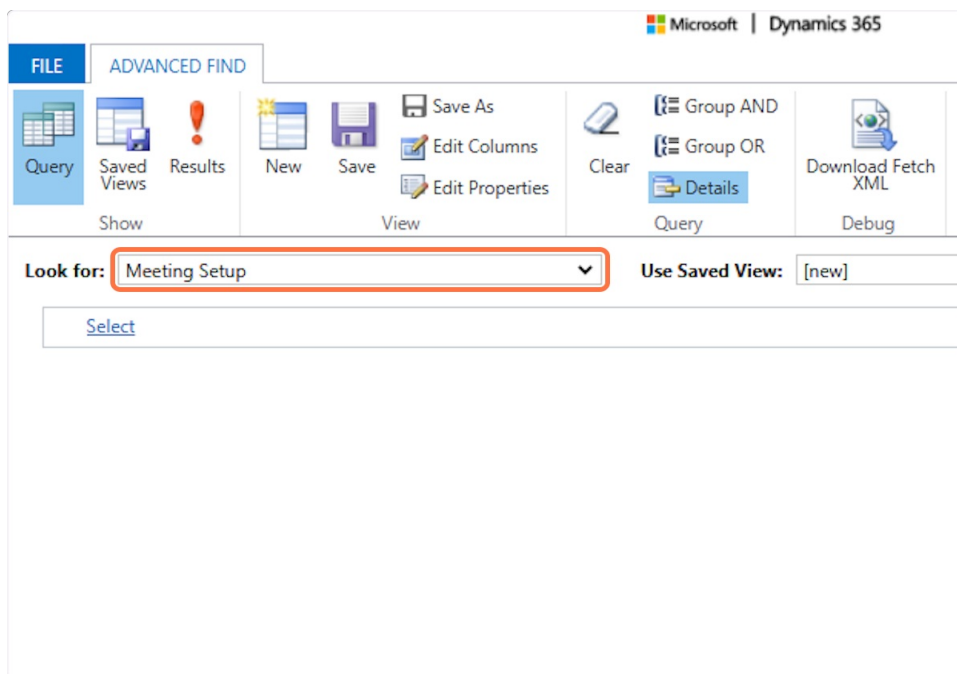 Microsoft | Dynamics 365
FILE
ADVANCED FIND
Query
Saved
Views
Results
New
Save
Save As
Edit Columns
Edit Properties
Clear
Group AND
Group OR
Details
Download Fetch
XML
Show
View
Query
Debug
Look for: Meeting Setup
Use Saved View: [new]
Select